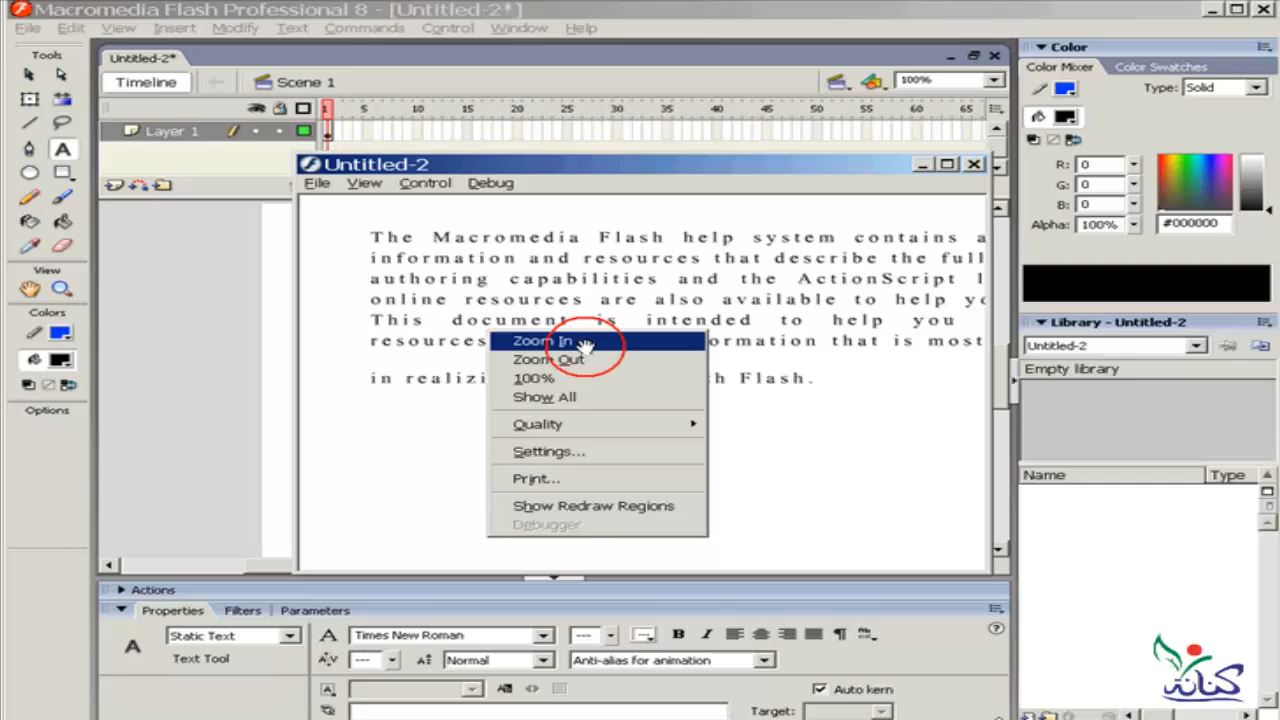 Macromedia Flash Professional 8 - [Untitled-2*]
File Edit View Insert Modify Text Commands Control Window Help
Tools
View
Colors
Options
Untitled-2*
Timeline
Scene 1
100%
1 5 10 15 20 25 30 35 40 45 50 55 60 65
Layer 1
Untitled-2
File View Control Debug
The Macromedia Flash help system contains a
information and resources that describe the full
authoring capabilities and the ActionScript l
online resources are also available to help yo
This document is intended to help you
resources ormation that is most
in realizi h Flash.
Zoom In
Zoom Out
100%
Show All
Quality
Settings...
Print...
Show Redraw Regions
Debugger
Actions
Properties Filters Parameters
Static Text
Text Tool
Times New Roman
Normal
Anti-alias for animation
Auto kern
Target:
Color
Color Mixer Color Swatches
Type: Solid
R: 0
G: 0
B: 0
Alpha: 100%
#000000
Library - Untitled-2
Untitled-2
Empty library
Name Type
كنانة